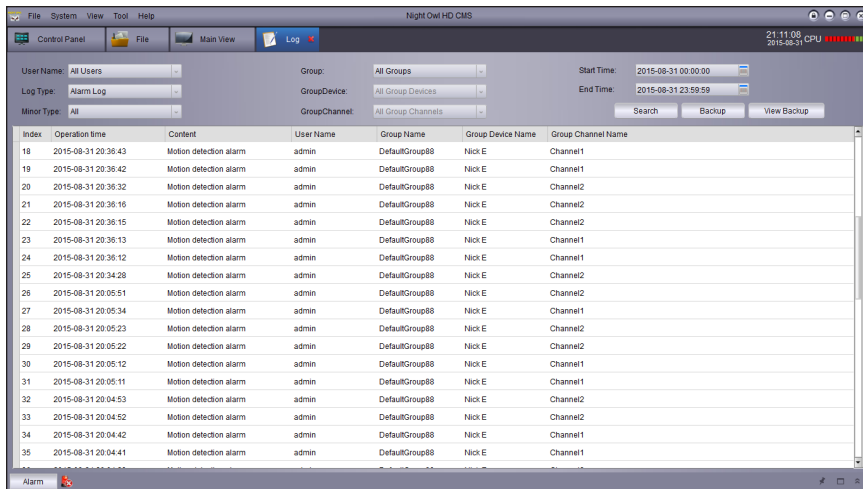 File System View Tool Help Night Owl HD CMS
Control Panel File Main View Log 21:11:08 2015-08-31 CPU
User Name: All Users Group: All Groups Start Time: 2015-08-31 00:00:00
Log Type: Alarm Log GroupDevice: All Group Devices End Time: 2015-08-31 23:59:59
Minor Type: All GroupChannel: All Group Channels Search Backup View Backup
Index Operation time Content User Name Group Name Group Device Name Group Channel Name
18 2015-08-31 20:36:43 Motion detection alarm admin DefaultGroup88 Nick E Channel1
19 2015-08-31 20:36:42 Motion detection alarm admin DefaultGroup88 Nick E Channel1
20 2015-08-31 20:36:32 Motion detection alarm admin DefaultGroup88 Nick E Channel2
21 2015-08-31 20:36:16 Motion detection alarm admin DefaultGroup88 Nick E Channel2
22 2015-08-31 20:36:15 Motion detection alarm admin DefaultGroup88 Nick E Channel2
23 2015-08-31 20:36:13 Motion detection alarm admin DefaultGroup88 Nick E Channel1
24 2015-08-31 20:36:12 Motion detection alarm admin DefaultGroup88 Nick E Channel1
25 2015-08-31 20:34:28 Motion detection alarm admin DefaultGroup88 Nick E Channel2
26 2015-08-31 20:05:51 Motion detection alarm admin DefaultGroup88 Nick E Channel2
27 2015-08-31 20:05:34 Motion detection alarm admin DefaultGroup88 Nick E Channel1
28 2015-08-31 20:05:23 Motion detection alarm admin DefaultGroup88 Nick E Channel2
29 2015-08-31 20:05:22 Motion detection alarm admin DefaultGroup88 Nick E Channel2
30 2015-08-31 20:05:12 Motion detection alarm admin DefaultGroup88 Nick E Channel1
31 2015-08-31 20:05:11 Motion detection alarm admin DefaultGroup88 Nick E Channel1
32 2015-08-31 20:04:53 Motion detection alarm admin DefaultGroup88 Nick E Channel2
33 2015-08-31 20:04:52 Motion detection alarm admin DefaultGroup88 Nick E Channel2
34 2015-08-31 20:04:42 Motion detection alarm admin DefaultGroup88 Nick E Channel1
35 2015-08-31 20:04:41 Motion detection alarm admin DefaultGroup88 Nick E Channel1
Alarm